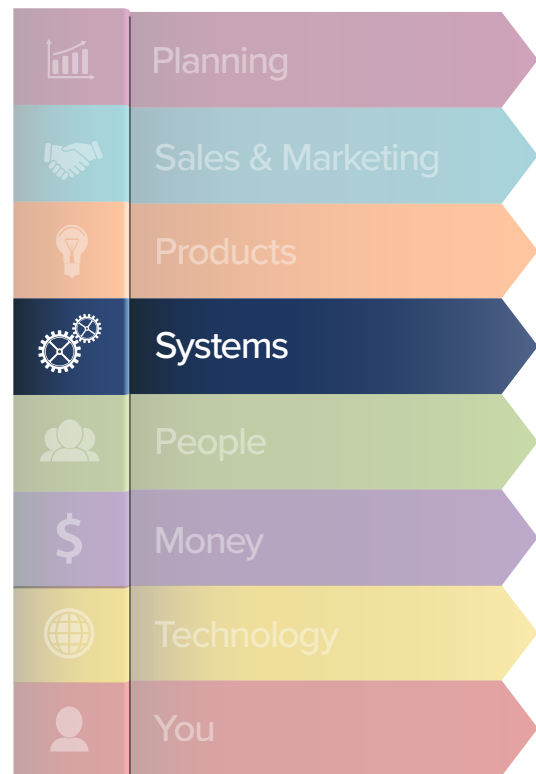 Planning
Sales & Marketing
Products
Systems
People
$
Money
Technology
You